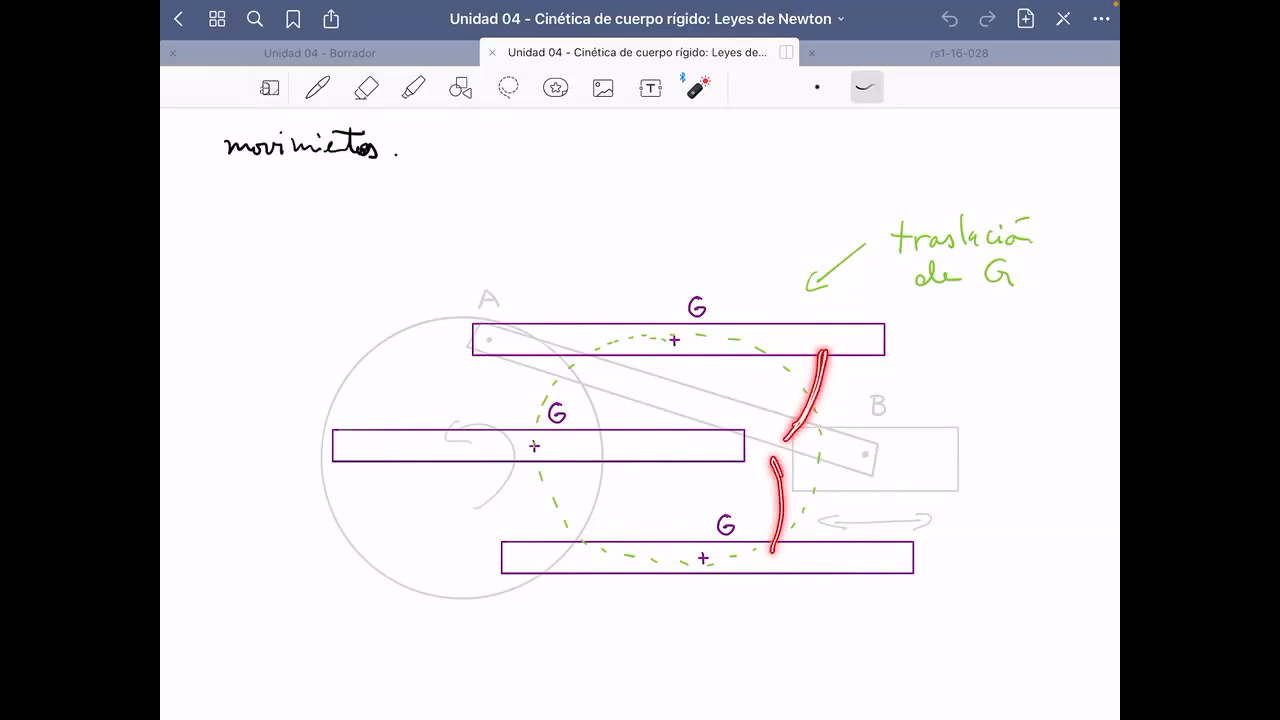 Unidad 04 - Cinética de cuerpo rígido: Leyes de Newton
Unidad 04 - Borrador
Unidad 04 - Cinética de cuerpo rígido: Leyes de...
rs1-16-028
T
movimietos.
traslación
de G
A
G
B
G
G